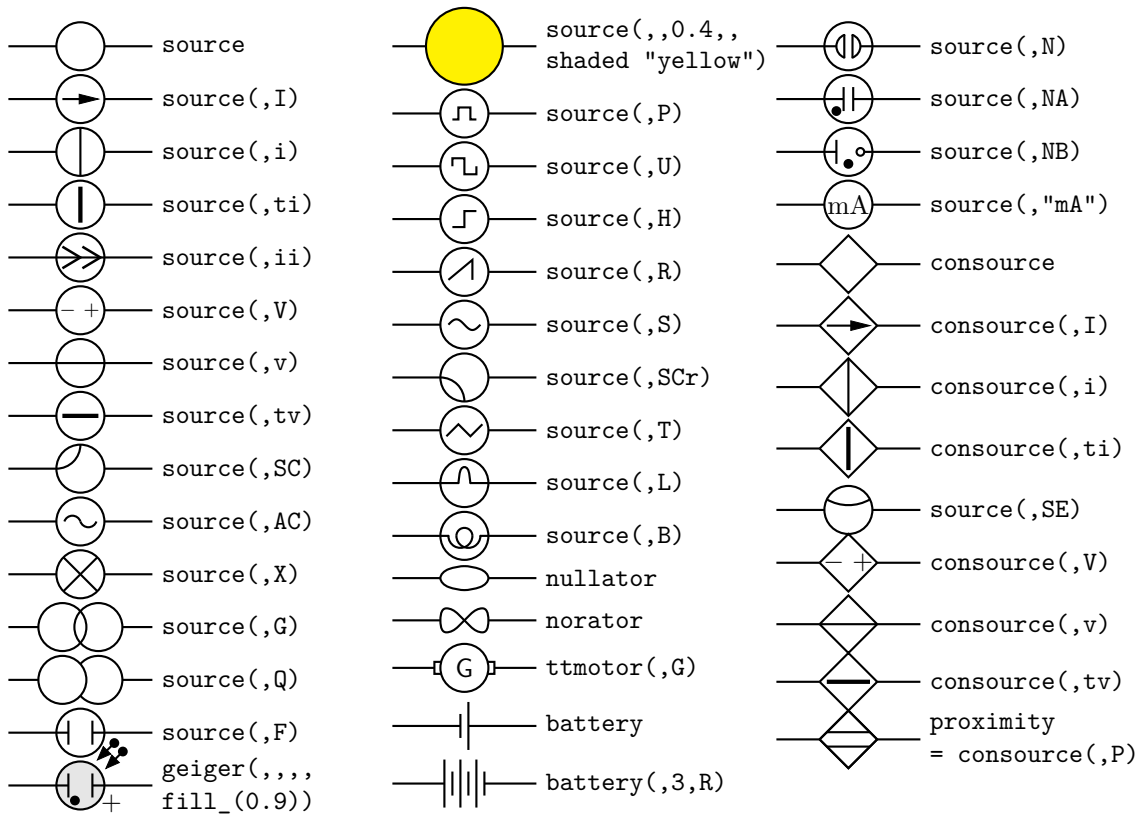 source
source(,I)
source(,i)
source(,ti)
source(,ii)
− +
source(,V)
source(,v)
source(,tv)
source(,SC)
source(,AC)
source(,X)
source(,G)
source(,Q)
source(,F)
geiger(,,,,
fill_(0.9))
+
source(,,0.4,,
shaded "yellow")
source(,P)
source(,U)
source(,H)
source(,R)
source(,S)
source(,SCr)
source(,T)
source(,L)
source(,B)
nullator
norator
G
ttmotor(,G)
battery
battery(,3,R)
source(,N)
source(,NA)
source(,NB)
mA
source(,"mA")
consource
consource(,I)
consource(,i)
consource(,ti)
source(,SE)
− +
consource(,V)
consource(,v)
consource(,tv)
proximity
= consource(,P)